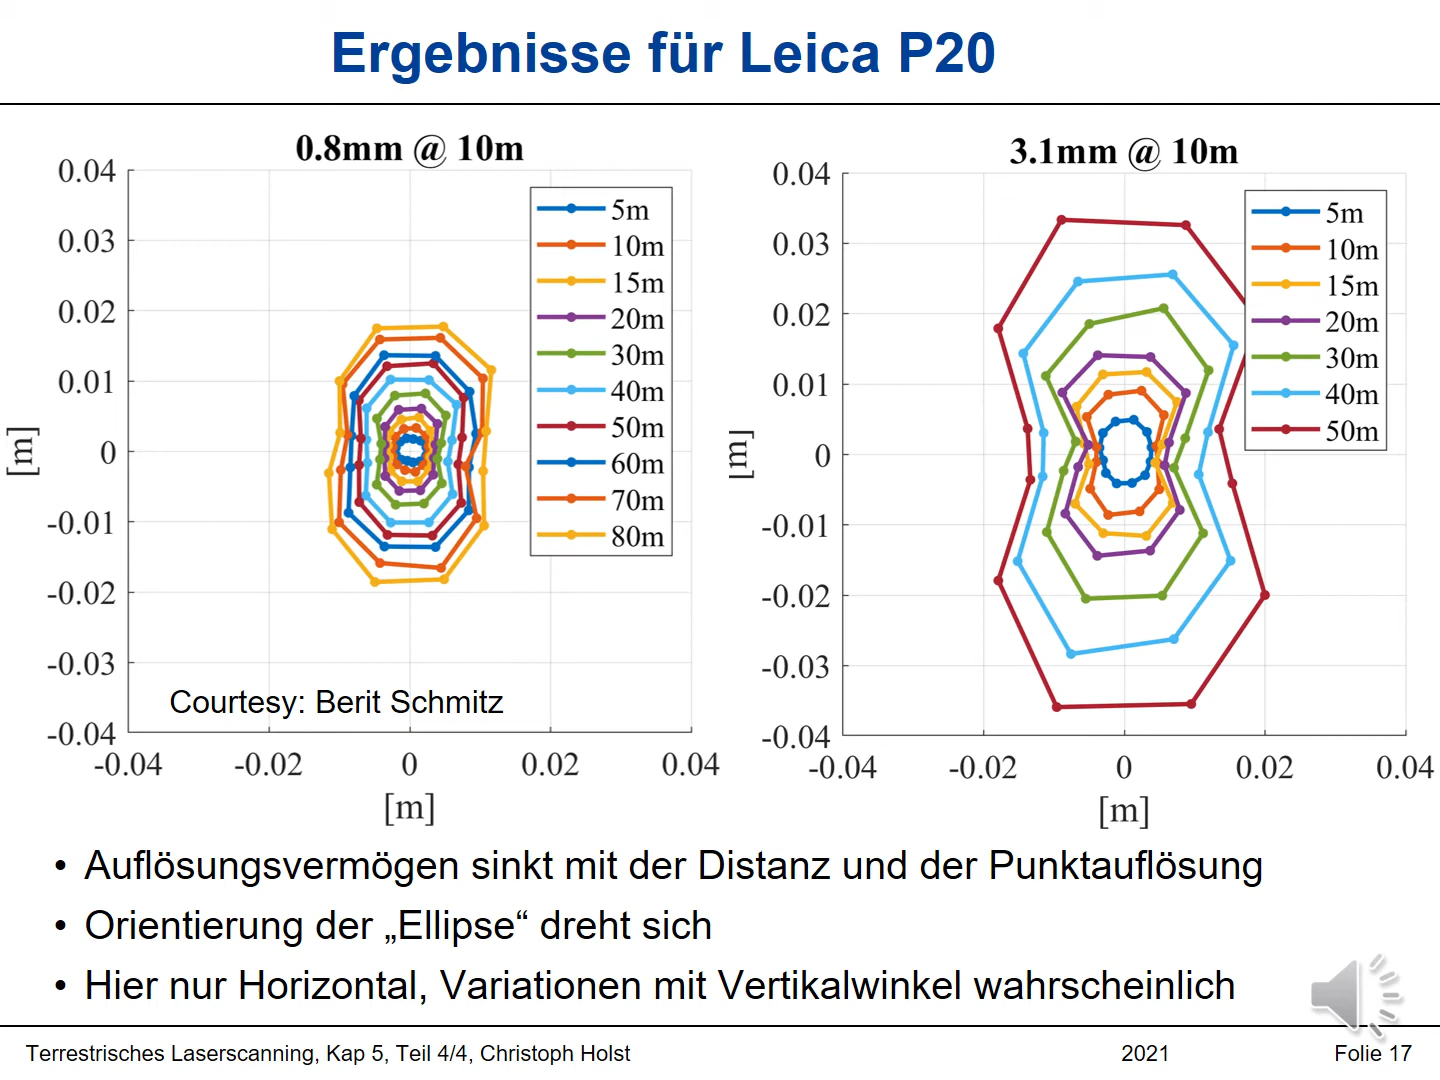 Ergebnisse für Leica P20
0.8mm @ 10m
0.04
0.03
0.02
0.01
0
-0.01
-0.02
-0.03
-0.04
[m]
-0.04 -0.02 0 0.02 0.04
[m]
5m
10m
15m
20m
30m
40m
50m
60m
70m
80m
Courtesy: Berit Schmitz
3.1mm @ 10m
0.04
0.03
0.02
0.01
0
-0.01
-0.02
-0.03
-0.04
[m]
-0.04 -0.02 0 0.02 0.04
[m]
5m
10m
15m
20m
30m
40m
50m
• Auflösungsvermögen sinkt mit der Distanz und der Punktauflösung
• Orientierung der „Ellipse“ dreht sich
• Hier nur Horizontal, Variationen mit Vertikalwinkel wahrscheinlich
Terrestrisches Laserscanning, Kap 5, Teil 4/4, Christoph Holst 2021 Folie 17